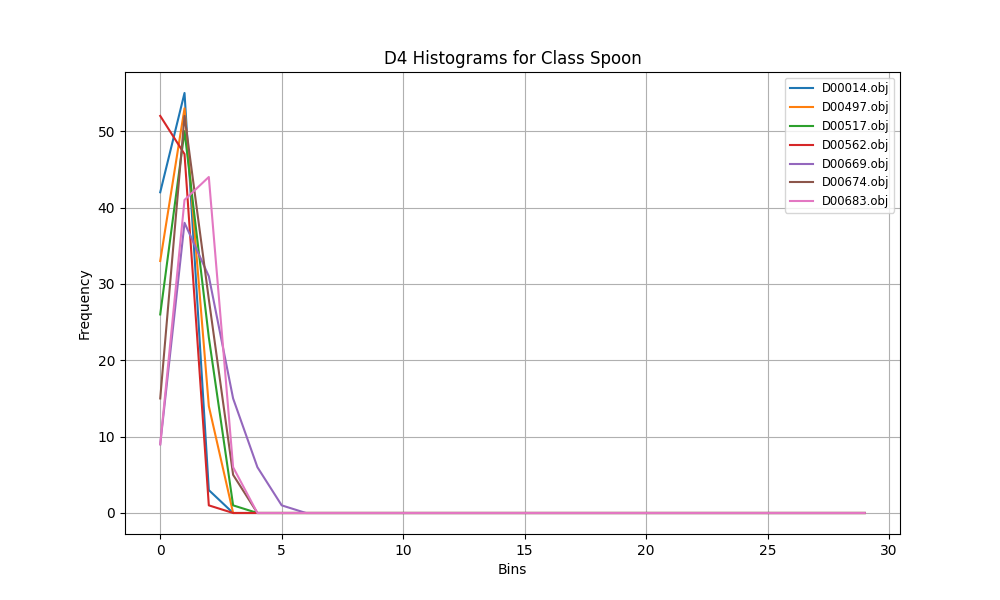 D4 Histograms for Class Spoon
D00014.obj
D00497.obj
D00517.obj
D00562.obj
D00669.obj
D00674.obj
D00683.obj
Frequency
50
40
30
20
10
0
0 5 10 15 20 25 30
Bins